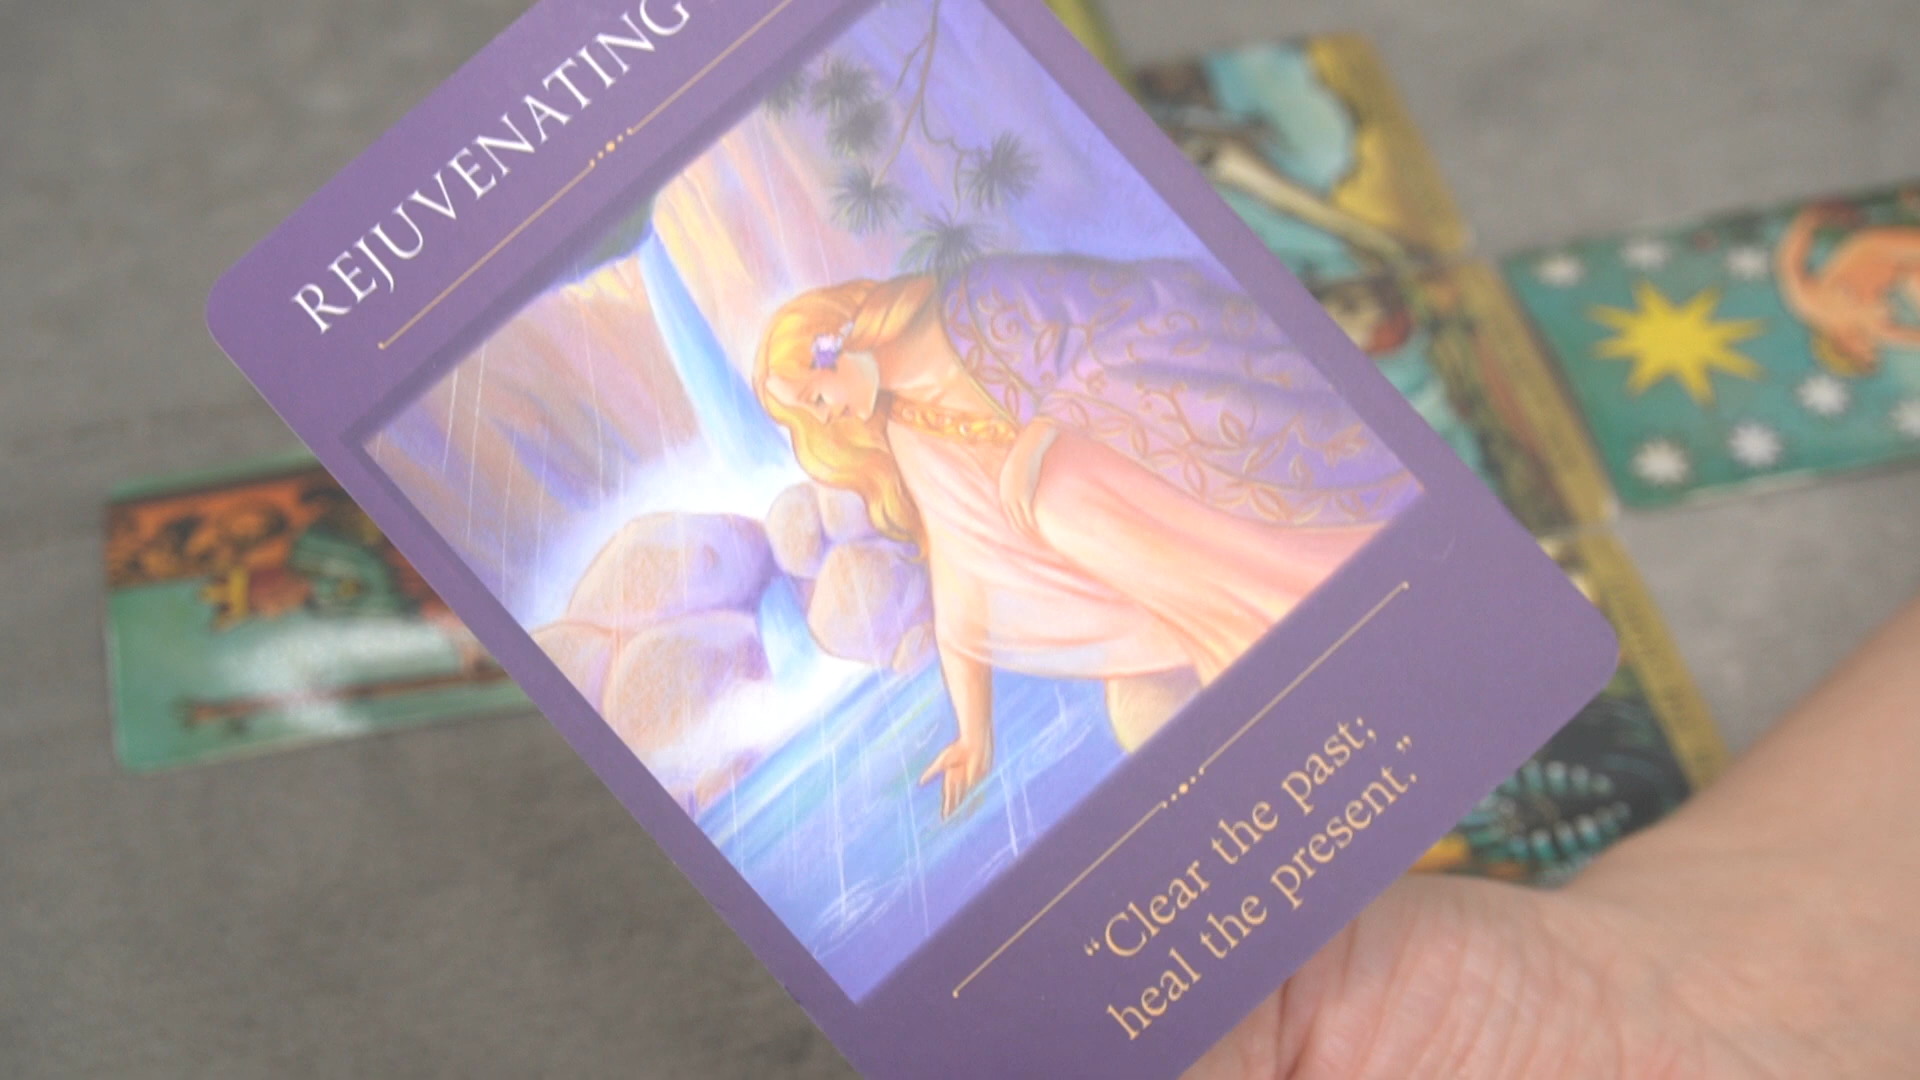 REJUVENATING
“Clear the past;
heal the present.”